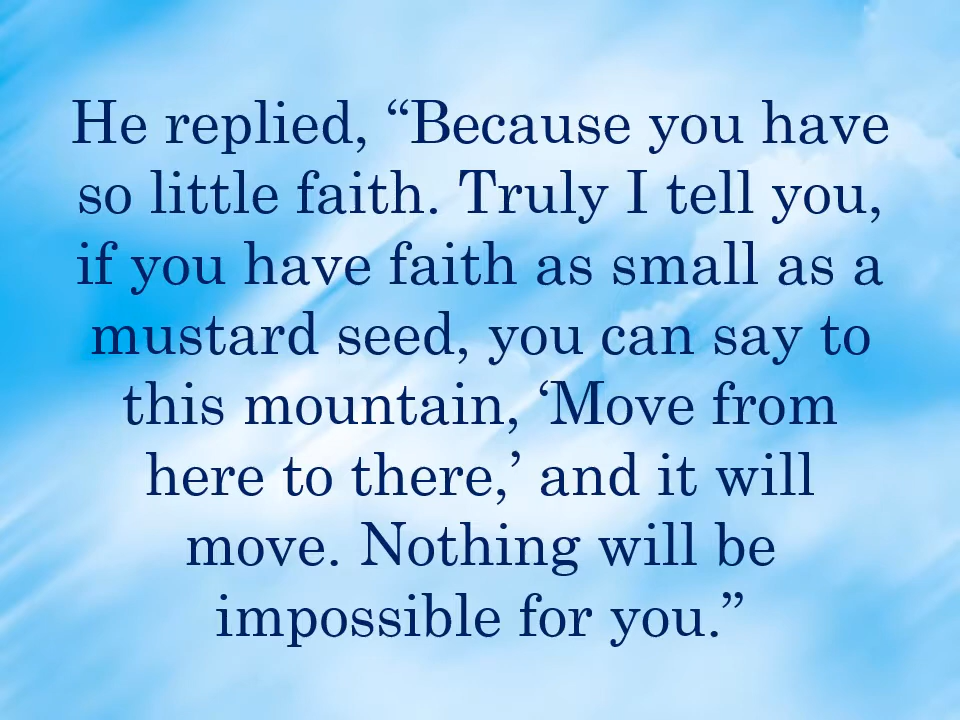 He replied, “Because you have
so little faith. Truly I tell you,
if you have faith as small as a
mustard seed, you can say to
this mountain, ‘Move from
here to there,’ and it will
move. Nothing will be
impossible for you.”